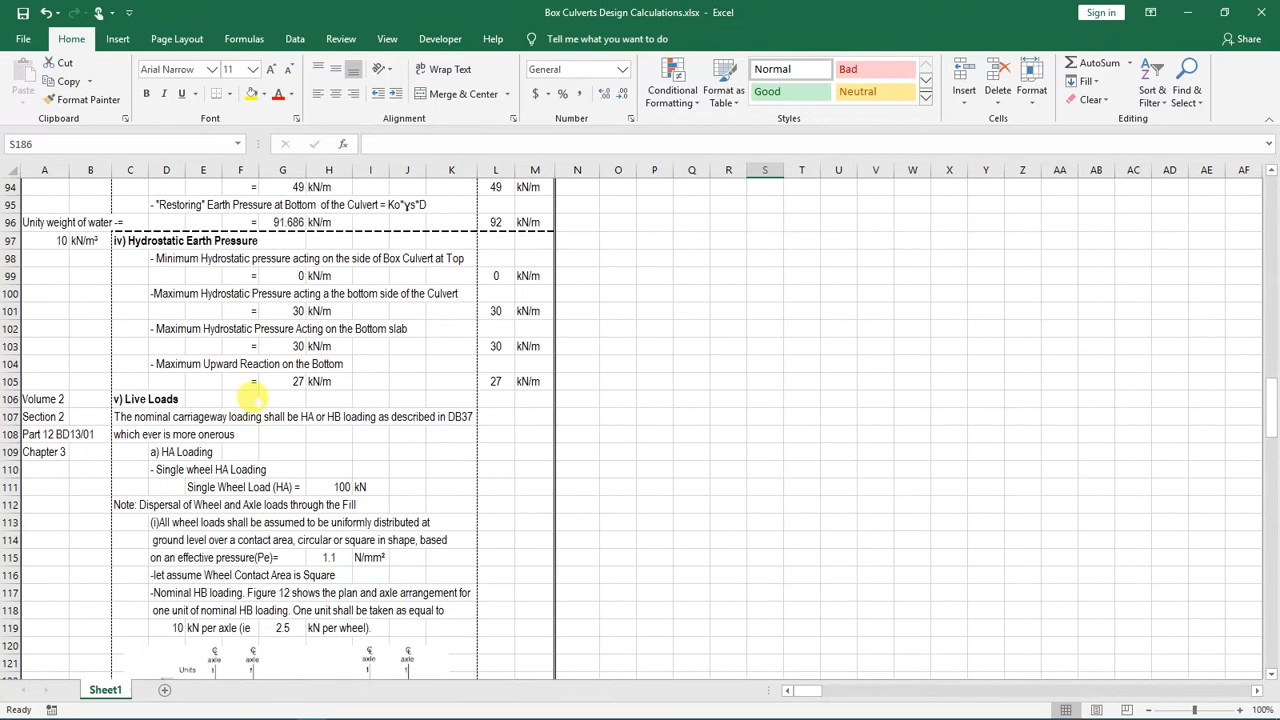 Box Culverts Design Calculations.xlsx - Excel
Sign in
File Home Insert Page Layout Formulas Data Review View Developer Help Tell me what you want to do Share
Paste
Cut
Copy
Format Painter
Clipboard
Arial Narrow 11
B I U
Font
Wrap Text
Merge & Center
Alignment
General
%
Number
Conditional Formatting
Format as Table
Normal Bad
Good Neutral
Styles
Insert Delete Format
Cells
AutoSum
Fill
Clear
Sort & Filter
Find & Select
Editing
S186
fx
A B C D E F G H I J K L M N O P Q R S T U V W X Y Z AA AB AC AD AE AF
94 = 49 kN/m 49 kN/m
95 - "Restoring" Earth Pressure at Bottom of the Culvert = Ko*ɣs*D
96 Unity weight of water -= = 91.686 kN/m 92 kN/m
97 10 kN/m³ iv) Hydrostatic Earth Pressure
98 - Minimum Hydrostatic pressure acting on the side of Box Culvert at Top
99 = 0 kN/m 0 kN/m
100 -Maximum Hydrostatic Pressure acting a the bottom side of the Culvert
101 = 30 kN/m 30 kN/m
102 - Maximum Hydrostatic Pressure Acting on the Bottom slab
103 = 30 kN/m 30 kN/m
104 - Maximum Upward Reaction on the Bottom
105 = 27 kN/m 27 kN/m
106 Volume 2 v) Live Loads
107 Section 2 The nominal carriageway loading shall be HA or HB loading as described in DB37
108 Part 12 BD13/01 which ever is more onerous
109 Chapter 3 a) HA Loading
110 - Single wheel HA Loading
111 Single Wheel Load (HA) = 100 kN
112 Note: Dispersal of Wheel and Axle loads through the Fill
113 (i)All wheel loads shall be assumed to be uniformly distributed at
114 ground level over a contact area, circular or square in shape, based
115 on an effective pressure(Pe)= 1.1 N/mm²
116 -let assume Wheel Contact Area is Square
117 -Nominal HB loading. Figure 12 shows the plan and axle arrangement for
118 one unit of nominal HB loading. One unit shall be taken as equal to
119 10 kN per axle (ie 2.5 kN per wheel).
120
121 Units axle axle axle axle
1 1 1 1
Sheet1
Ready
100%